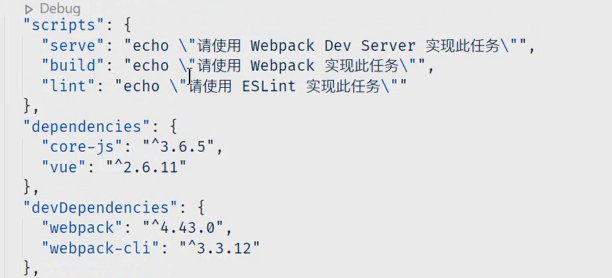 Debug
"scripts": {
"serve": "echo \"请使用 Webpack Dev Server 实现此任务\"",
"build": "echo \"请使用 Webpack 实现此任务\"",
"lint": "echo \"请使用 ESLint 实现此任务\""
},
"dependencies": {
"core-js": "^3.6.5",
"vue": "^2.6.11"
},
"devDependencies": {
"webpack": "^4.43.0",
"webpack-cli": "^3.3.12"
},